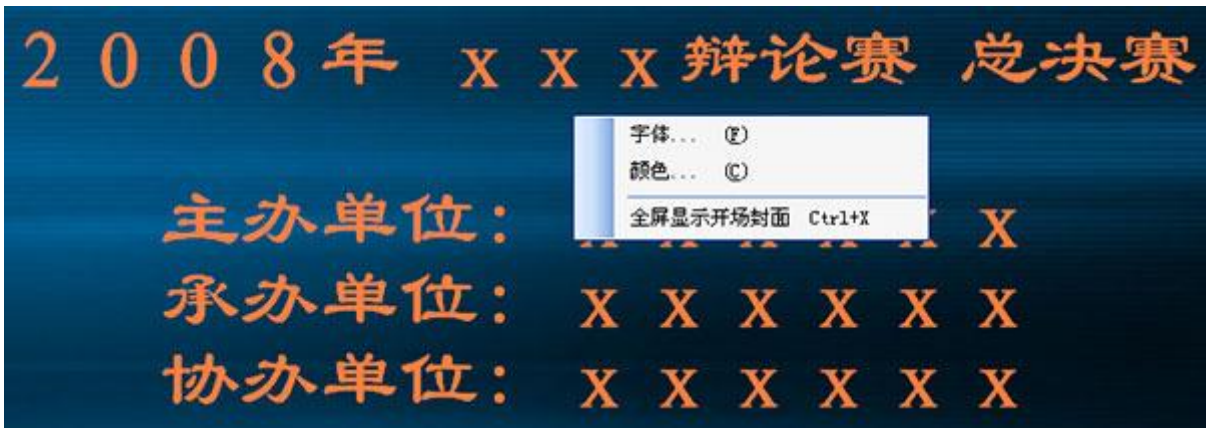 2008年 x x x辩论赛 总决赛
字体... (F)
颜色... (C)
全屏显示开场封面 Ctrl+X
主办单位： X X X X X X
承办单位： X X X X X X
协办单位： X X X X X X